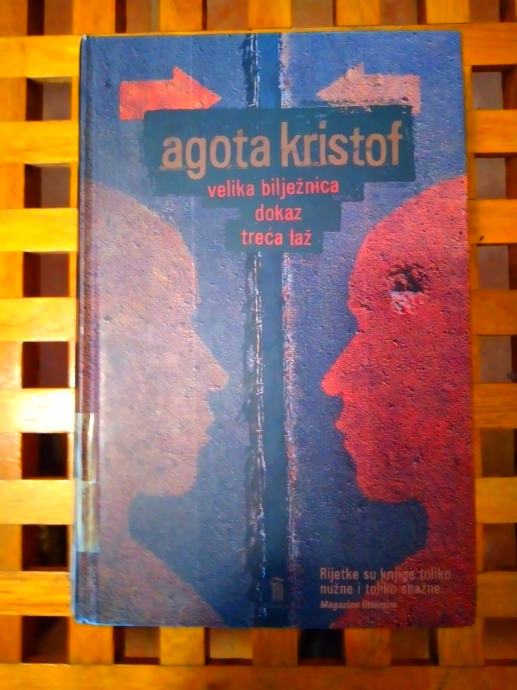 agota kristof
velika bilježnica
dokaz
treća laž
Rijetke su knjige toliko
nužne i toliko snažne.
Magazine littéraire